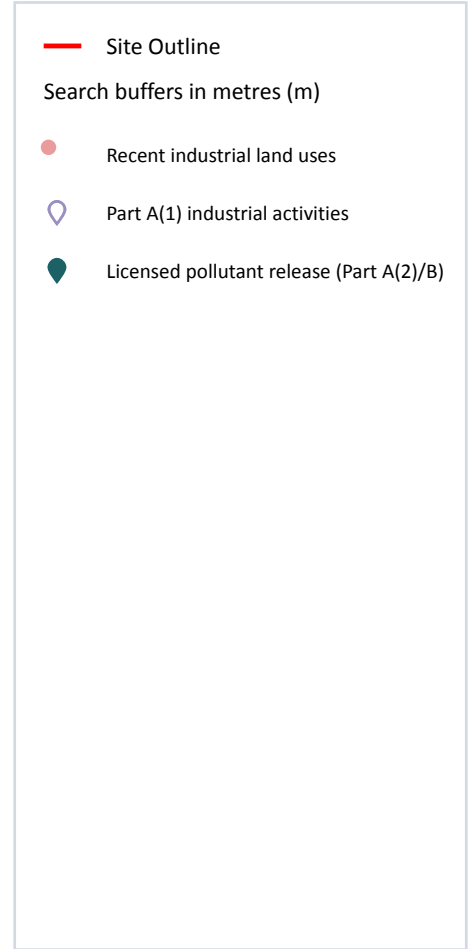 Site Outline
Search buffers in metres (m)
Recent industrial land uses
Part A(1) industrial activities
Licensed pollutant release (Part A(2)/B)